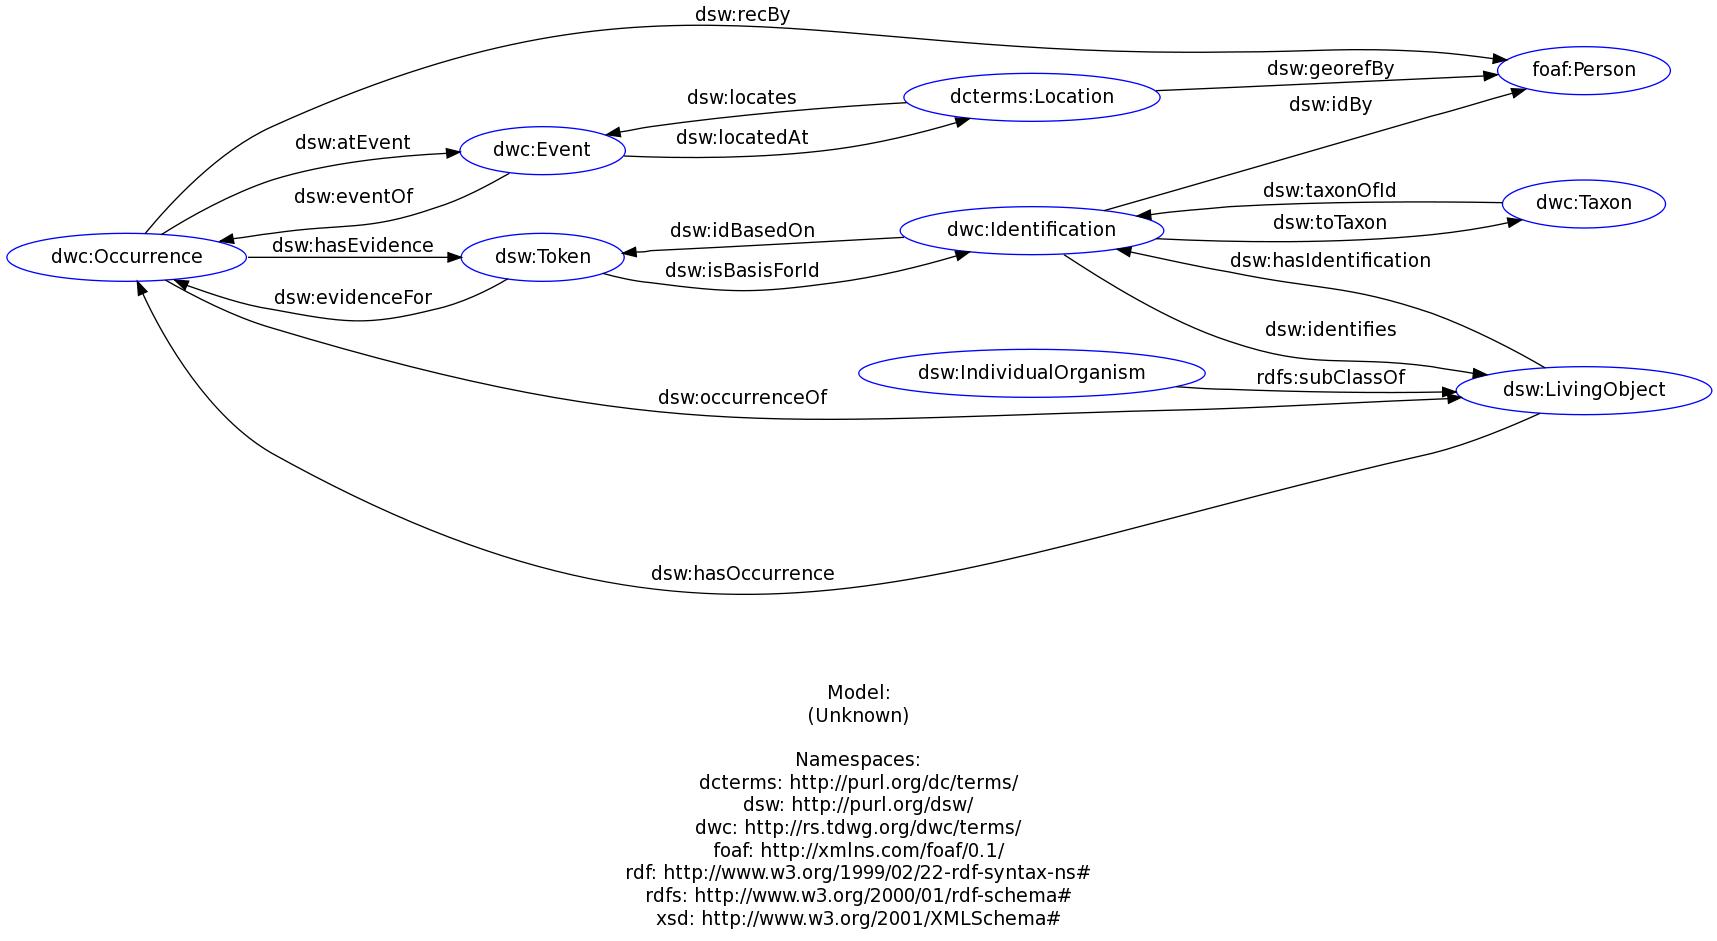 dsw:recBy
foaf:Person
dsw:georefBy
dsw:locates
dcterms:Location
dsw:idBy
dsw:atEvent
dwc:Event
dsw:locatedAt
dsw:eventOf
dsw:taxonOfId
dwc:Taxon
dsw:toTaxon
dsw:idBasedOn
dwc:Identification
dsw:hasEvidence
dwc:Occurrence
dsw:Token
dsw:isBasisForId
dsw:hasIdentification
dsw:evidenceFor
dsw:identifies
dsw:IndividualOrganism
rdfs:subClassOf
dsw:LivingObject
dsw:occurrenceOf
dsw:hasOccurrence
Model:
(Unknown)
Namespaces:
dcterms: http://purl.org/dc/terms/
dsw: http://purl.org/dsw/
dwc: http://rs.tdwg.org/dwc/terms/
foaf: http://xmlns.com/foaf/0.1/
rdf: http://www.w3.org/1999/02/22-rdf-syntax-ns#
rdfs: http://www.w3.org/2000/01/rdf-schema#
xsd: http://www.w3.org/2001/XMLSchema#